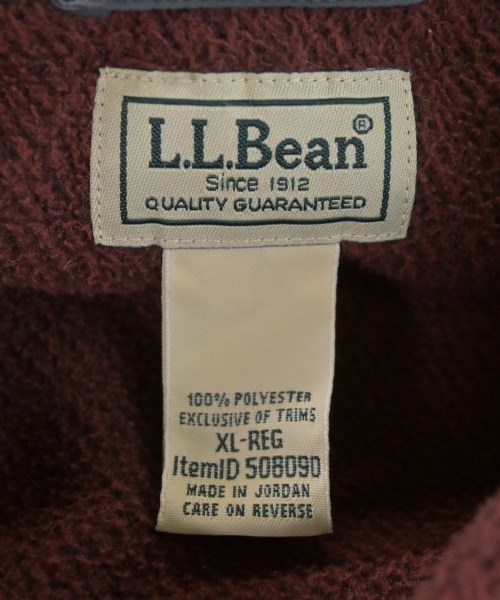 L.L.Bean®
Since 1912
QUALITY GUARANTEED
100% POLYESTER
EXCLUSIVE OF TRIMS
XL-REG
ItemID 508090
MADE IN JORDAN
CARE ON REVERSE